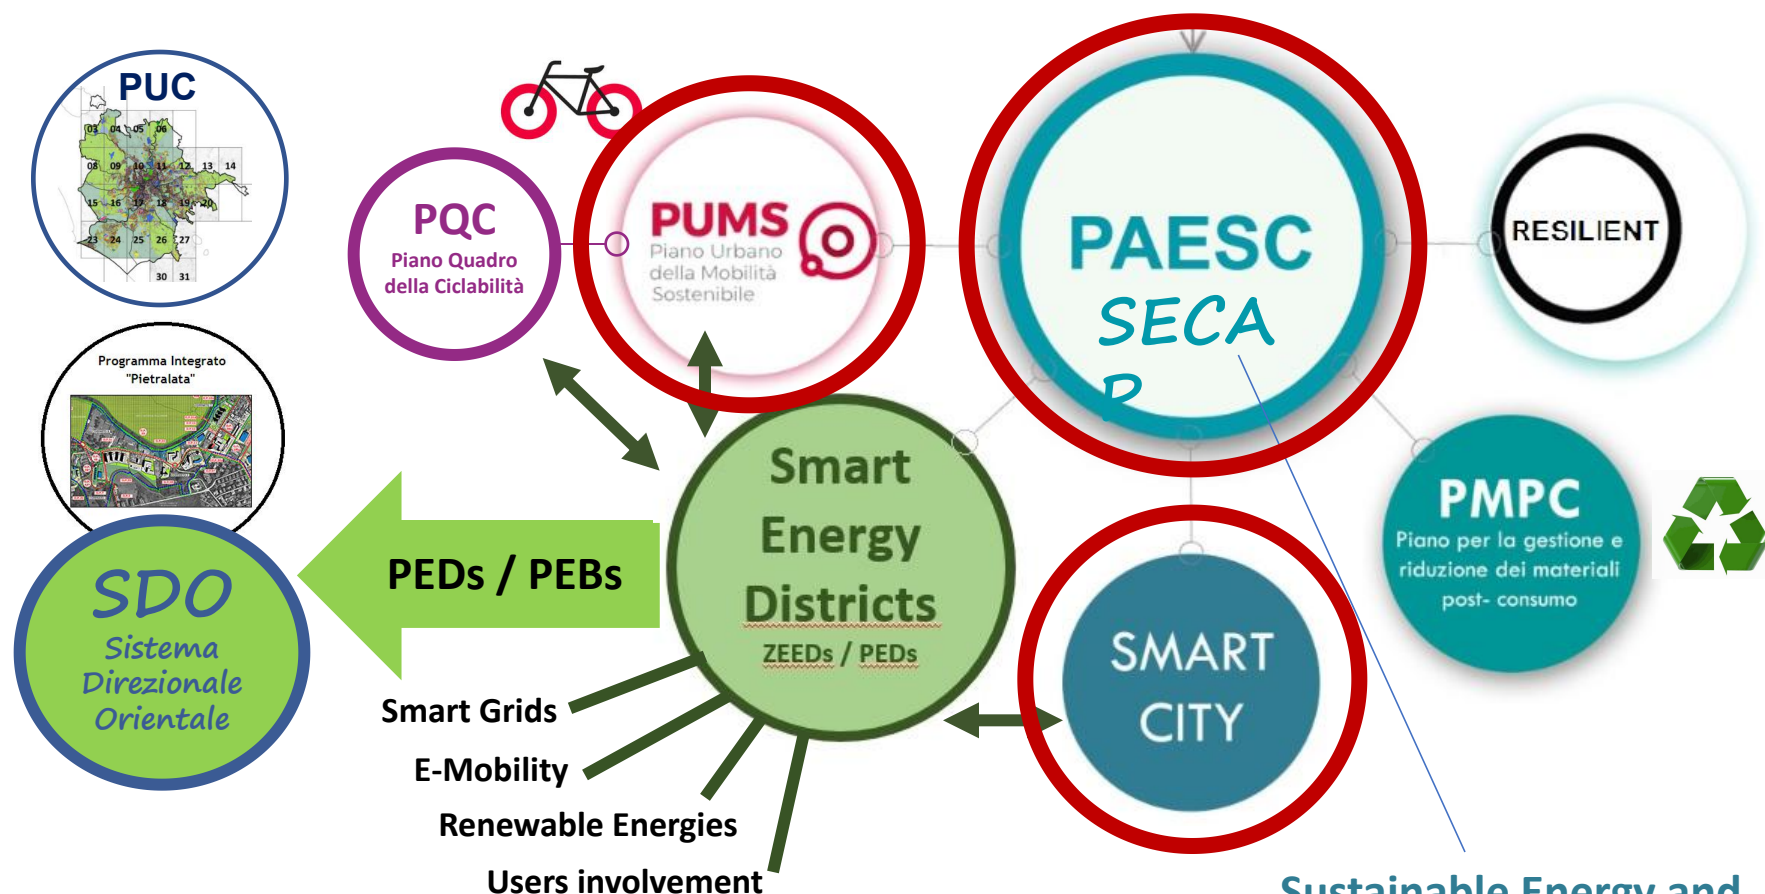 PUC
03 04 05 06
08 09 10 11 12 13 14
15 16 17 18 19 20
23 24 25 26 27
30 31
Programma Integrato
"Pietralata"
SDO
Sistema
Direzionale
Orientale
PQC
Piano Quadro
della Ciclabilità
PUMS
Piano Urbano
della Mobilità
Sostenibile
PAESC
SECA
P
RESILIENT
PMPC
Piano per la gestione e
riduzione dei materiali
post- consumo
Smart
Energy
Districts
ZEEDs / PEDs
PEDs / PEBs
SMART
CITY
Smart Grids
E-Mobility
Renewable Energies
Users involvement
Sustainable Energy and